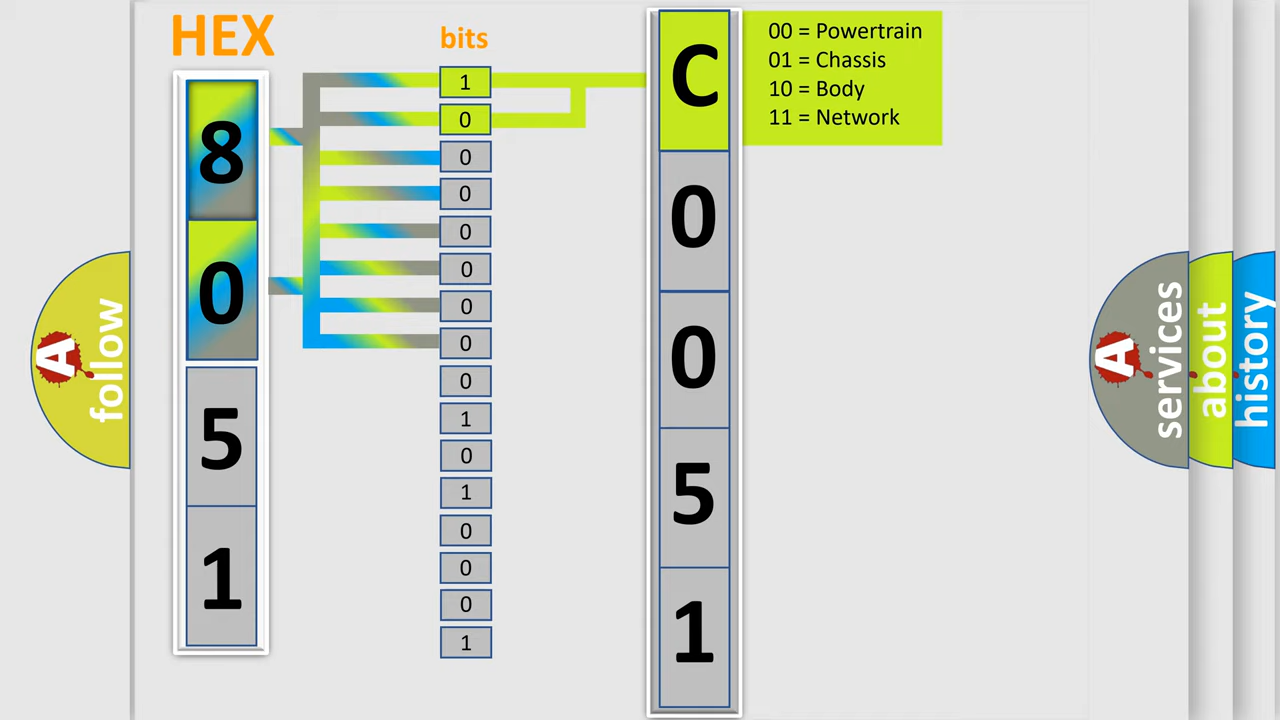 HEX
bits
8
0
5
1
1
0
0
0
0
0
0
0
0
1
0
1
0
0
0
1
C
0
0
5
1
00 = Powertrain
01 = Chassis
10 = Body
11 = Network
A
follow
A
services
about
history